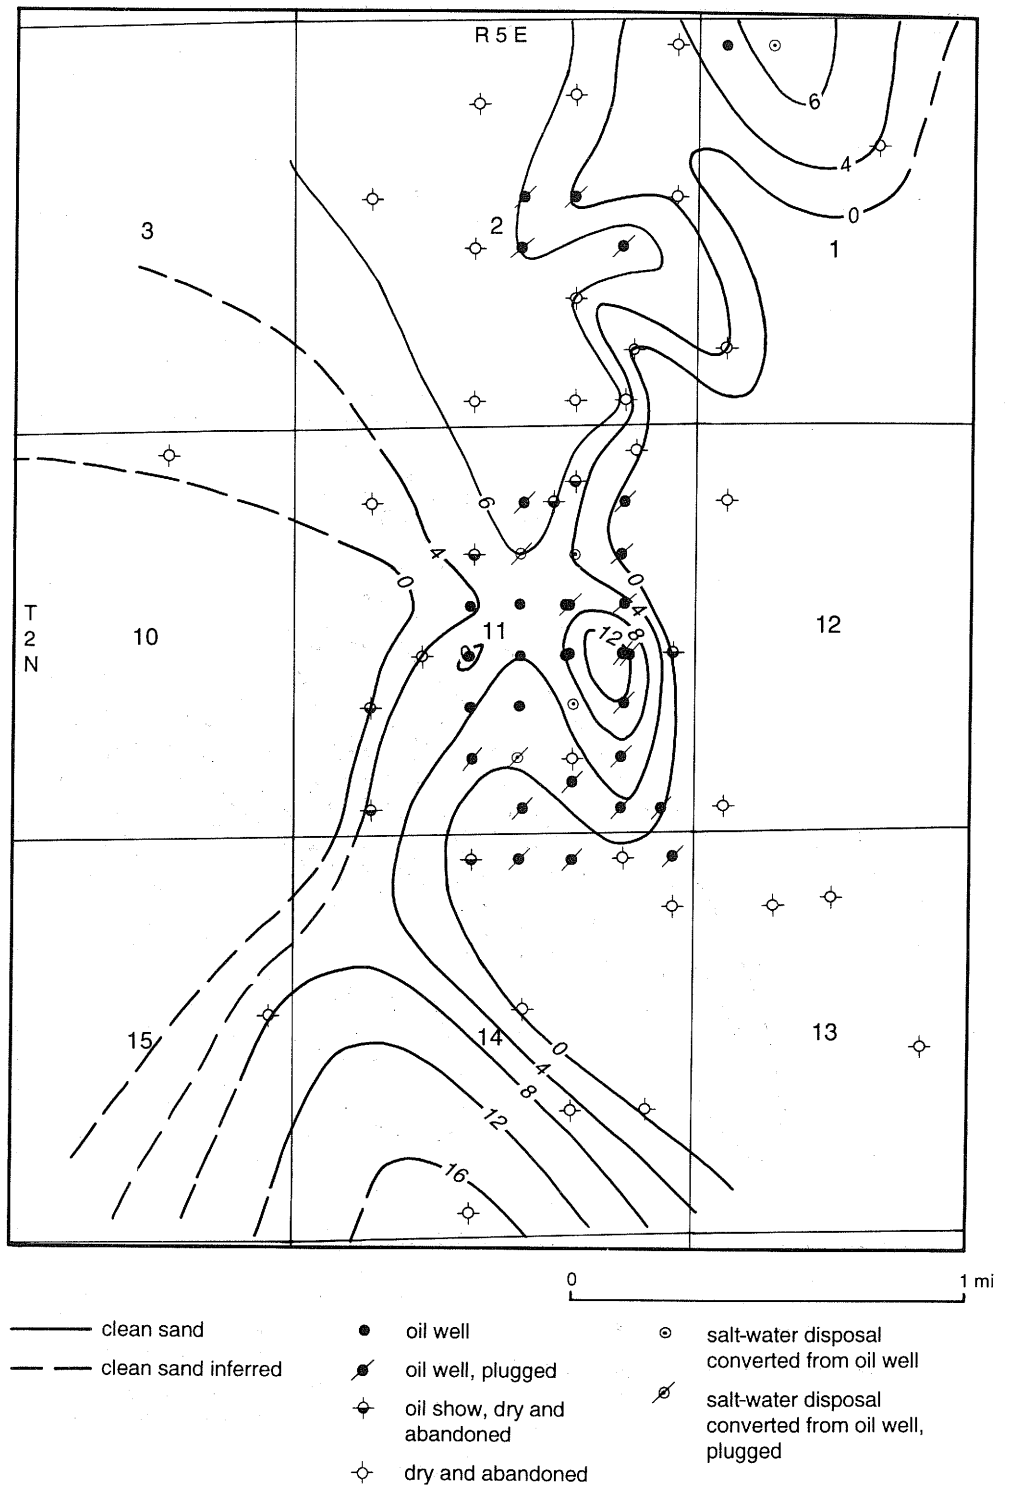 R 5 E
6
4
0
3
2
1
6
4
0
0
T
2
N
10
11
12
4
8
12
8
15
14
13
0
4
8
12
16
0 1 mi
clean sand
clean sand inferred
oil well
oil well, plugged
oil show, dry and
abandoned
dry and abandoned
salt-water disposal
converted from oil well
salt-water disposal
converted from oil well,
plugged